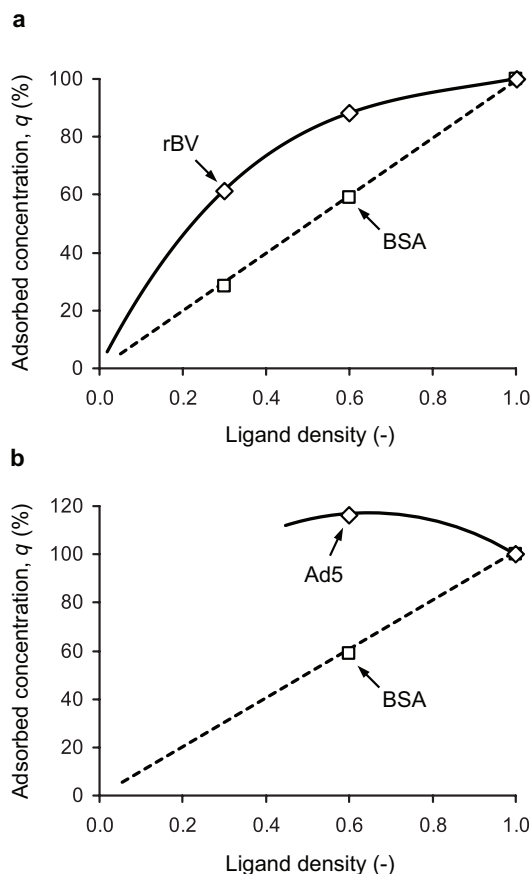 a
Adsorbed concentration, q (%)
100
80
60
40
20
0
rBV
BSA
0.0 0.2 0.4 0.6 0.8 1.0
Ligand density (-)
b
Adsorbed concentration, q (%)
120
100
80
60
40
20
0
Ad5
BSA
0.0 0.2 0.4 0.6 0.8 1.0
Ligand density (-)